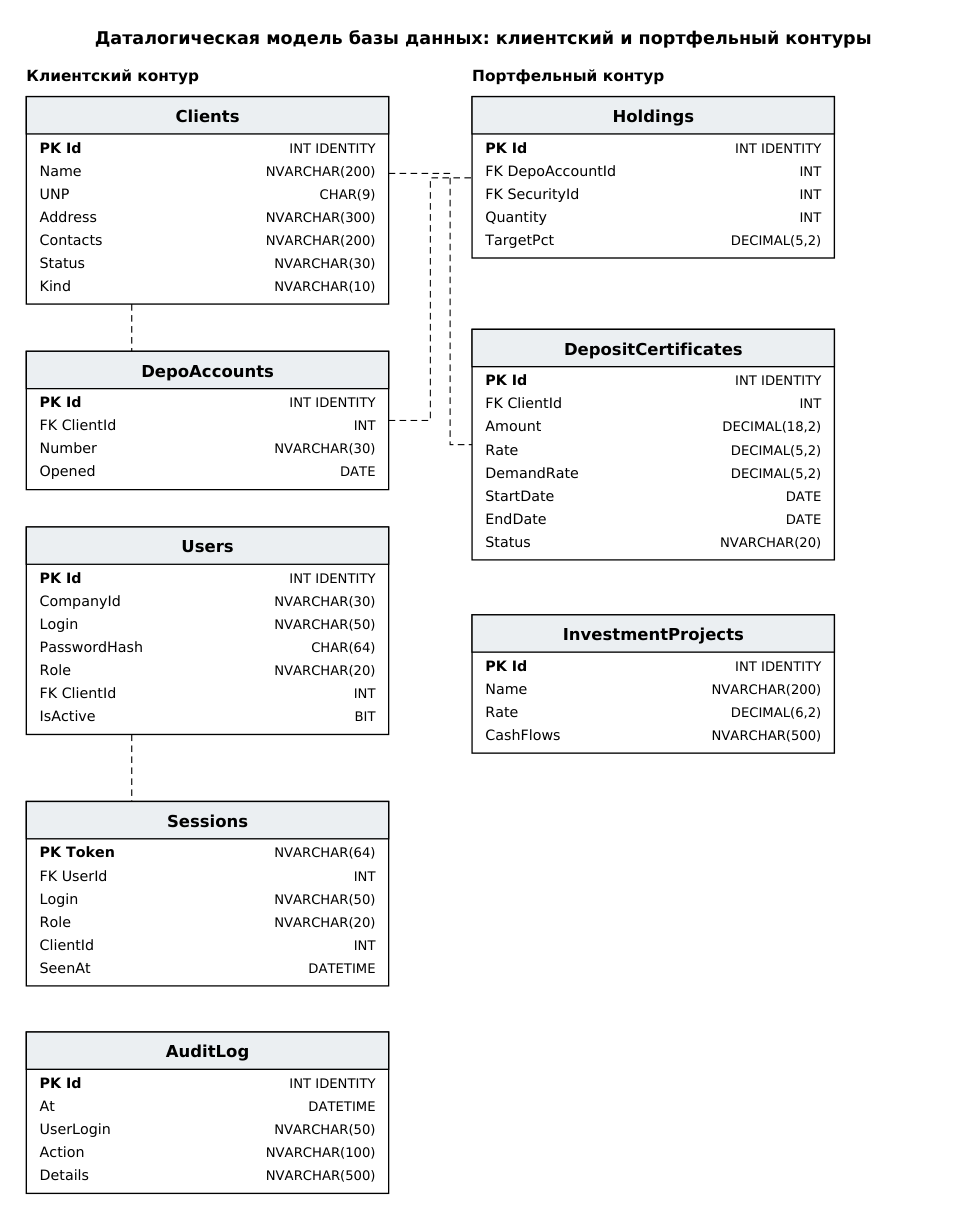 Даталогическая модель базы данных: клиентский и портфельный контуры
Клиентский контур
Clients
PK Id INT IDENTITY
Name NVARCHAR(200)
UNP CHAR(9)
Address NVARCHAR(300)
Contacts NVARCHAR(200)
Status NVARCHAR(30)
Kind NVARCHAR(10)
DepoAccounts
PK Id INT IDENTITY
FK ClientId INT
Number NVARCHAR(30)
Opened DATE
Users
PK Id INT IDENTITY
CompanyId NVARCHAR(30)
Login NVARCHAR(50)
PasswordHash CHAR(64)
Role NVARCHAR(20)
FK ClientId INT
IsActive BIT
Sessions
PK Token NVARCHAR(64)
FK UserId INT
Login NVARCHAR(50)
Role NVARCHAR(20)
ClientId INT
SeenAt DATETIME
AuditLog
PK Id INT IDENTITY
At DATETIME
UserLogin NVARCHAR(50)
Action NVARCHAR(100)
Details NVARCHAR(500)
Портфельный контур
Holdings
PK Id INT IDENTITY
FK DepoAccountId INT
FK SecurityId INT
Quantity INT
TargetPct DECIMAL(5,2)
DepositCertificates
PK Id INT IDENTITY
FK ClientId INT
Amount DECIMAL(18,2)
Rate DECIMAL(5,2)
DemandRate DECIMAL(5,2)
StartDate DATE
EndDate DATE
Status NVARCHAR(20)
InvestmentProjects
PK Id INT IDENTITY
Name NVARCHAR(200)
Rate DECIMAL(6,2)
CashFlows NVARCHAR(500)